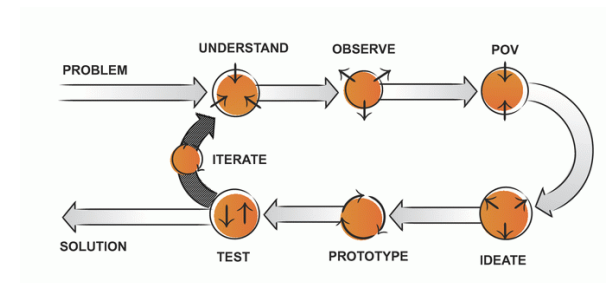 UNDERSTAND
OBSERVE
POV
PROBLEM
ITERATE
SOLUTION
TEST
PROTOTYPE
IDEATE